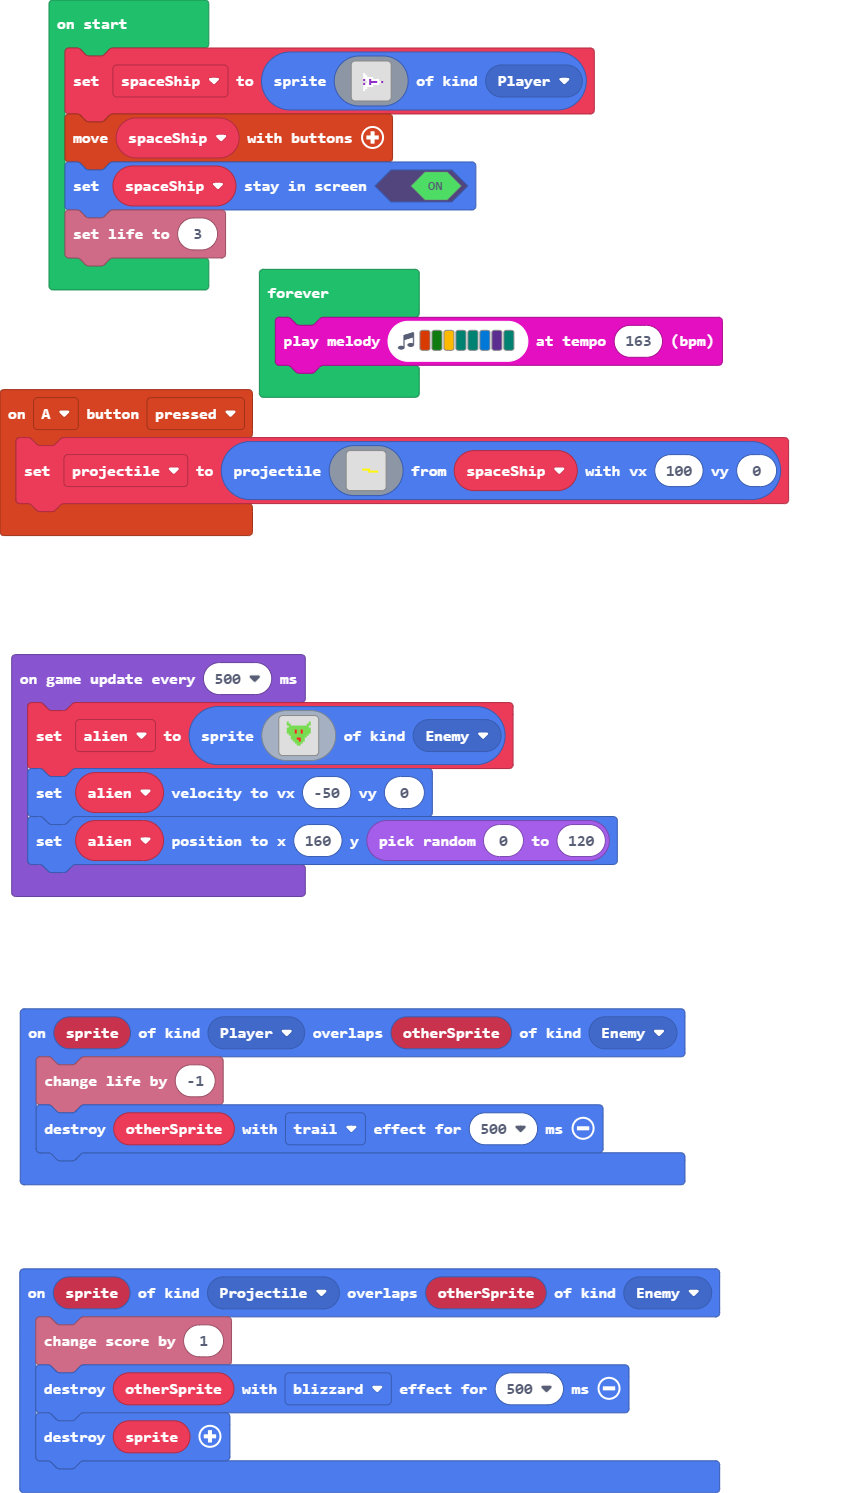 on start
set spaceShip to sprite of kind Player
move spaceShip with buttons
set spaceShip stay in screen ON
set life to 3
forever
play melody at tempo 163 (bpm)
on A button pressed
set projectile to projectile from spaceShip with vx 100 vy 0
on game update every 500 ms
set alien to sprite of kind Enemy
set alien velocity to vx -50 vy 0
set alien position to x 160 y pick random 0 to 120
on sprite of kind Player overlaps otherSprite of kind Enemy
change life by -1
destroy otherSprite with trail effect for 500 ms
on sprite of kind Projectile overlaps otherSprite of kind Enemy
change score by 1
destroy otherSprite with blizzard effect for 500 ms
destroy sprite